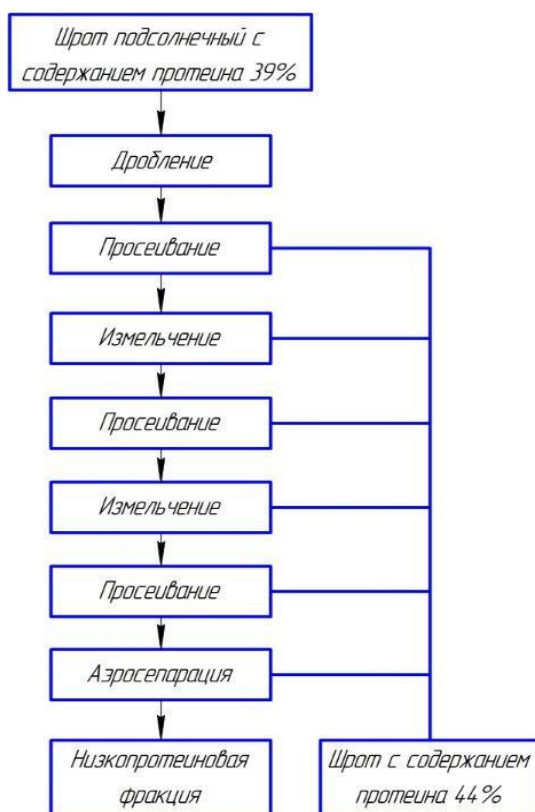 Шрот подсолнечный с
содержанием протеина 39%
Дробление
Просеивание
Измельчение
Просеивание
Измельчение
Просеивание
Аэросепарация
Низкопротеиновая
фракция
Шрот с содержанием
протеина 44%